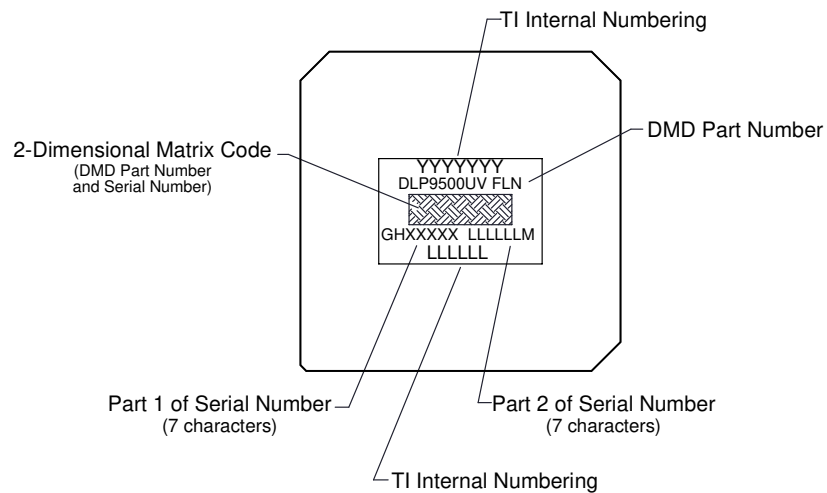 TI Internal Numbering
DMD Part Number
2-Dimensional Matrix Code
(DMD Part Number
and Serial Number)
YYYYYYY
DLP9500UV FLN
GHXXXXX LLLLLLM
LLLLLL
Part 1 of Serial Number
(7 characters)
Part 2 of Serial Number
(7 characters)
TI Internal Numbering